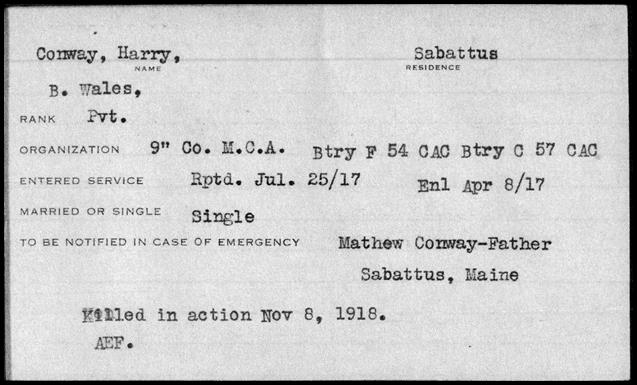 Conway, Harry, Sabattus
NAME RESIDENCE
B. Wales,
RANK Pvt.
ORGANIZATION 9" Co. M.C.A. Btry F 54 CAC Btry C 57 CAC
ENTERED SERVICE Rptd. Jul. 25/17 Enl Apr 8/17
MARRIED OR SINGLE Single
TO BE NOTIFIED IN CASE OF EMERGENCY Mathew Conway-Father
Sabattus, Maine
Killed in action Nov 8, 1918.
AEF.